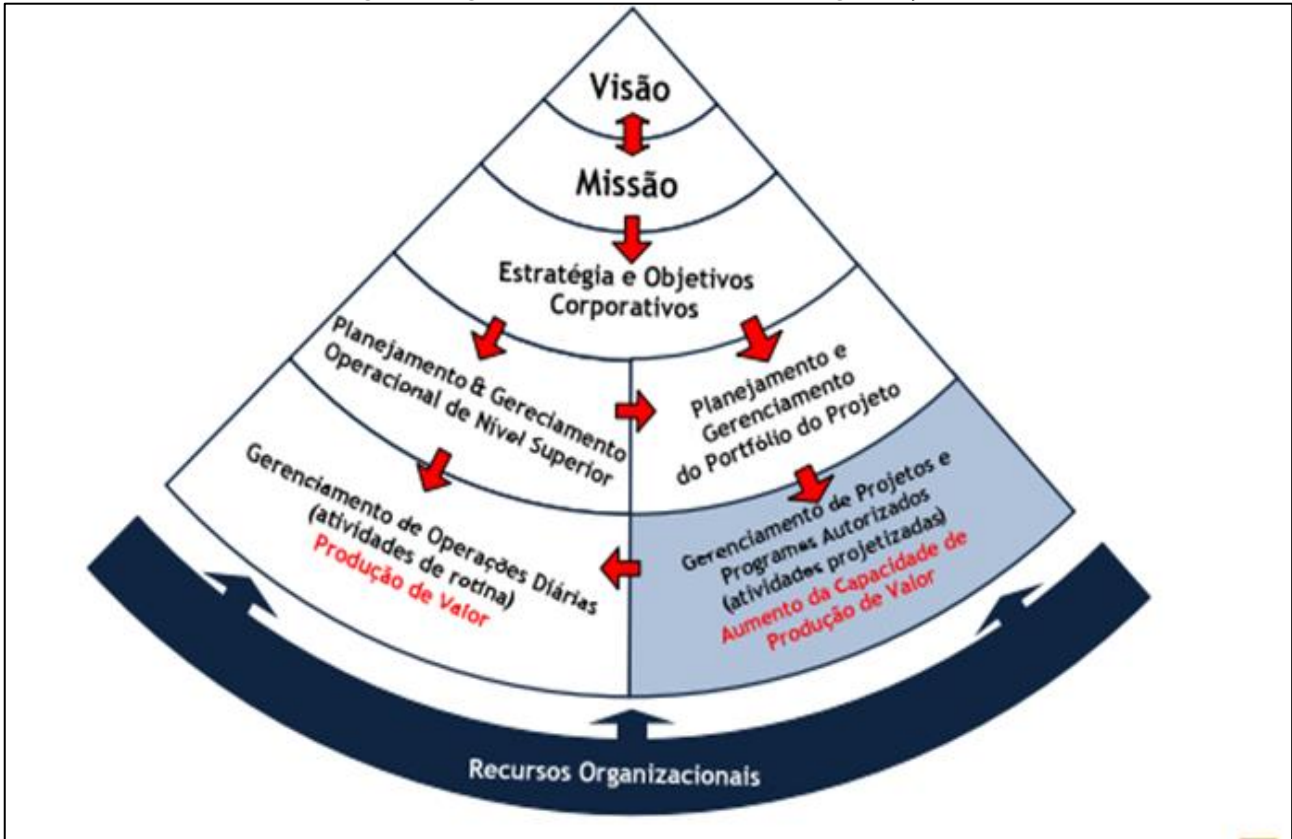 Visão
Missão
Estratégia e Objetivos
Corporativos
Planejamento & Gereciamento
Operacional de Nível Superior
Planejamento e
Gerenciamento
do Portfólio do Projeto
Gerenciamento de Operações Diárias
(atividades de rotina)
Produção de Valor
Gerenciamento de Projetos e
Programas Autorizados
(atividades projetizadas)
Aumento da Capacidade de
Produção de Valor
Recursos Organizacionais